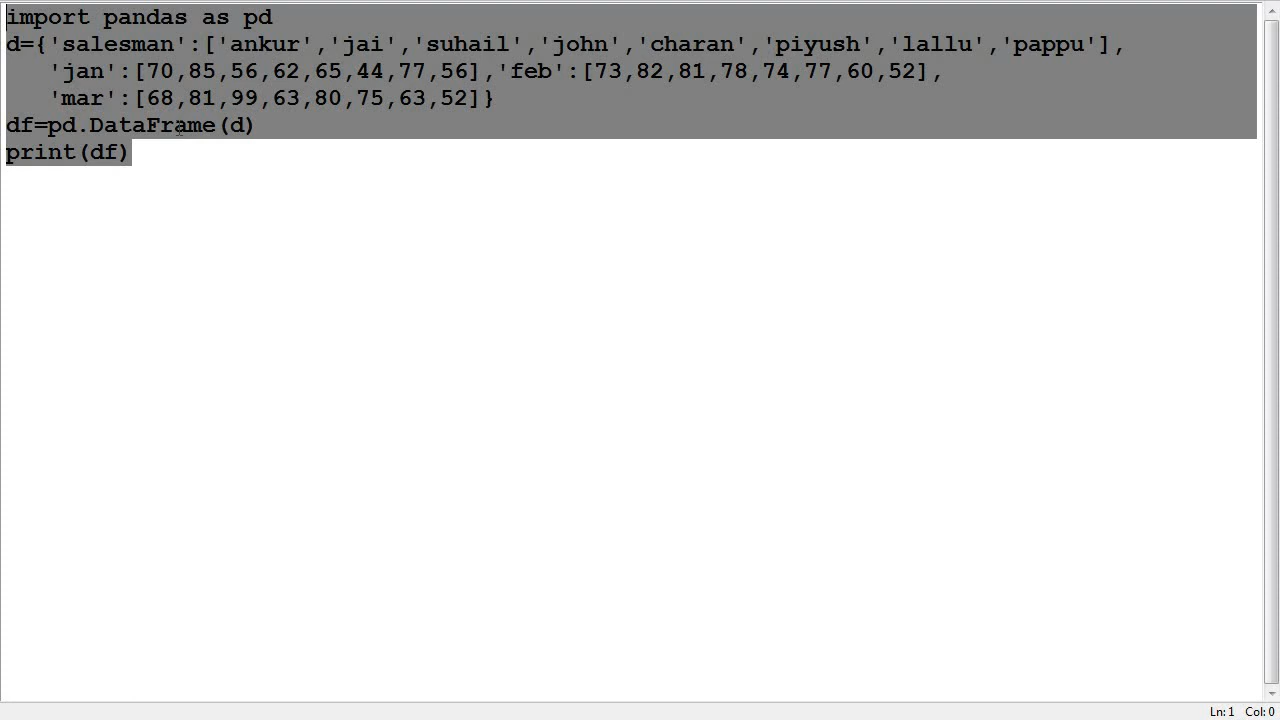 import pandas as pd
d={'salesman':['ankur','jai','suhail','john','charan','piyush','lallu','pappu'],
   'jan':[70,85,56,62,65,44,77,56],'feb':[73,82,81,78,74,77,60,52],
   'mar':[68,81,99,63,80,75,63,52]}
df=pd.DataFrame(d)
print(df)
Ln: 1 Col: 0